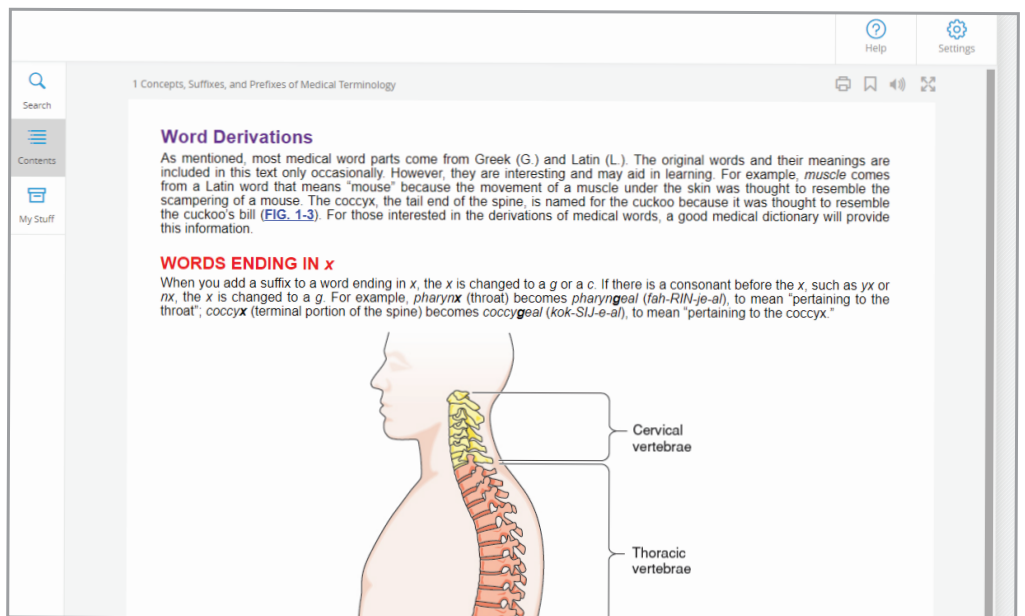 Help
Settings
Search
Contents
My Stuff
1 Concepts, Suffixes, and Prefixes of Medical Terminology
Word Derivations
As mentioned, most medical word parts come from Greek (G.) and Latin (L.). The original words and their meanings are
included in this text only occasionally. However, they are interesting and may aid in learning. For example, muscle comes
from a Latin word that means “mouse” because the movement of a muscle under the skin was thought to resemble the
scampering of a mouse. The coccyx, the tail end of the spine, is named for the cuckoo because it was thought to resemble
the cuckoo’s bill (FIG. 1-3). For those interested in the derivations of medical words, a good medical dictionary will provide
this information.
WORDS ENDING IN x
When you add a suffix to a word ending in x, the x is changed to a g or a c. If there is a consonant before the x, such as yx or
nx, the x is changed to a g. For example, pharynx (throat) becomes pharyngeal (fah-RIN-je-al), to mean “pertaining to the
throat”; coccyx (terminal portion of the spine) becomes coccygeal (kok-SIJ-e-al), to mean “pertaining to the coccyx.”
Cervical
vertebrae
Thoracic
vertebrae